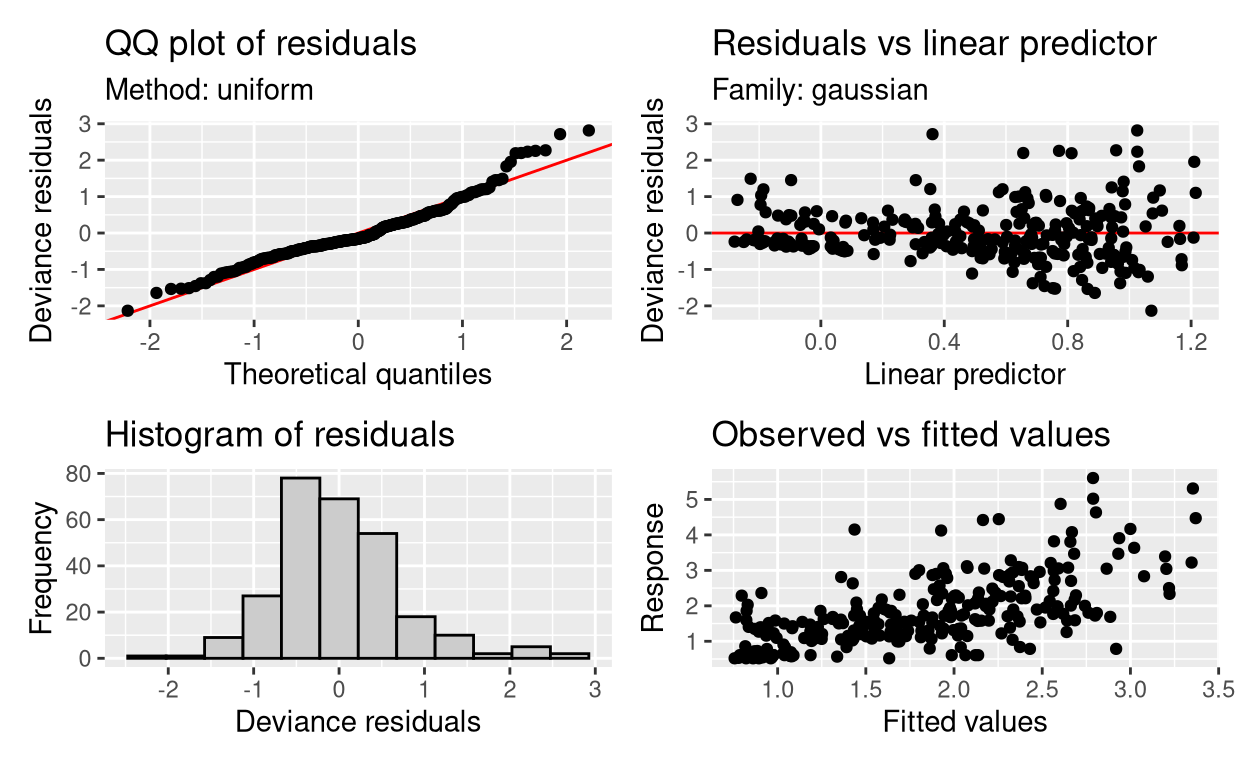 QQ plot of residuals
Method: uniform
Deviance residuals
3
2
1
0
-1
-2
-2 -1 0 1 2
Theoretical quantiles
Residuals vs linear predictor
Family: gaussian
Deviance residuals
3
2
1
0
-1
-2
0.0 0.4 0.8 1.2
Linear predictor
Histogram of residuals
Frequency
80
60
40
20
0
-2 -1 0 1 2 3
Deviance residuals
Observed vs fitted values
Response
5
4
3
2
1
1.0 1.5 2.0 2.5 3.0 3.5
Fitted values